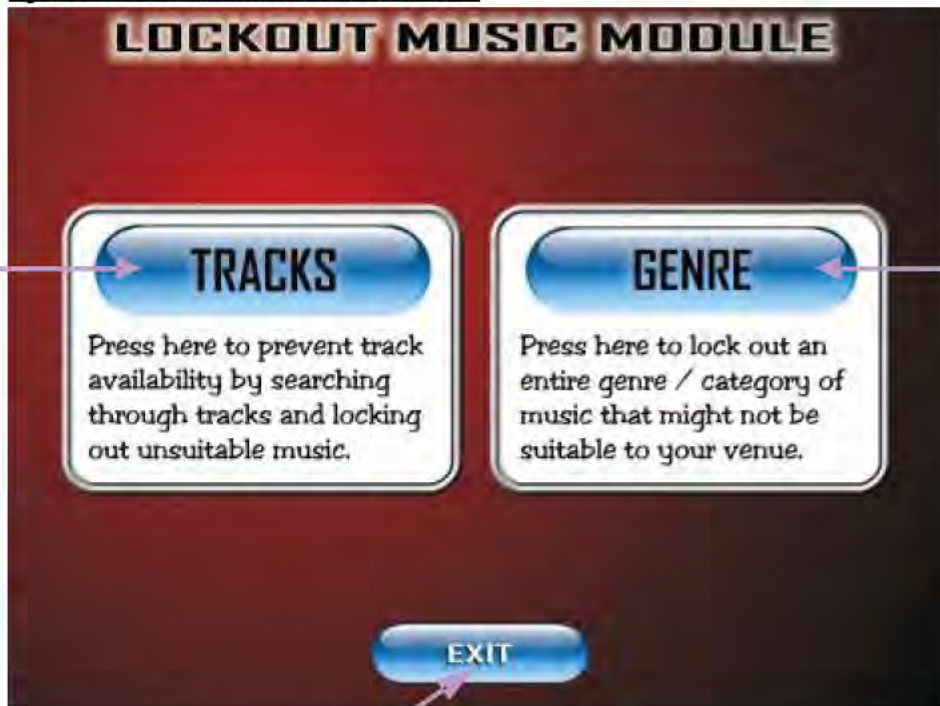 LOCKOUT MUSIC MODULE
TRACKS
Press here to prevent track
availability by searching
through tracks and locking
out unsuitable music.
GENRE
Press here to lock out an
entire genre / category of
music that might not be
suitable to your venue.
EXIT